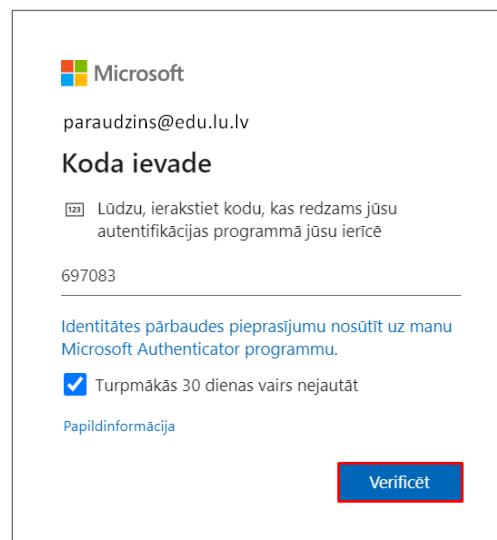 Microsoft
paraudzins@edu.lu.lv
Koda ievade
123 Lūdzu, ierakstiet kodu, kas redzams jūsu
autentifikācijas programmā jūsu ierīcē
697083
Identitātes pārbaudes pieprasījumu nosūtīt uz manu
Microsoft Authenticator programmu.
Turpmākās 30 dienas vairs nejautāt
Papildinformācija
Verificēt